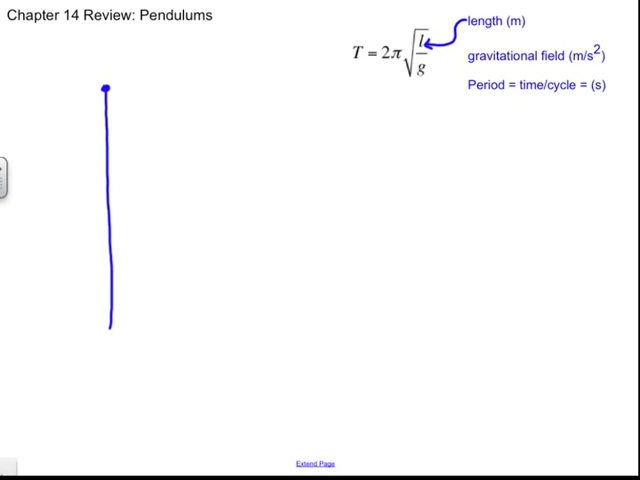 Chapter 14 Review: Pendulums
length (m)
T = 2π√(l/g)
gravitational field (m/s²)
Period = time/cycle = (s)
Extend Page